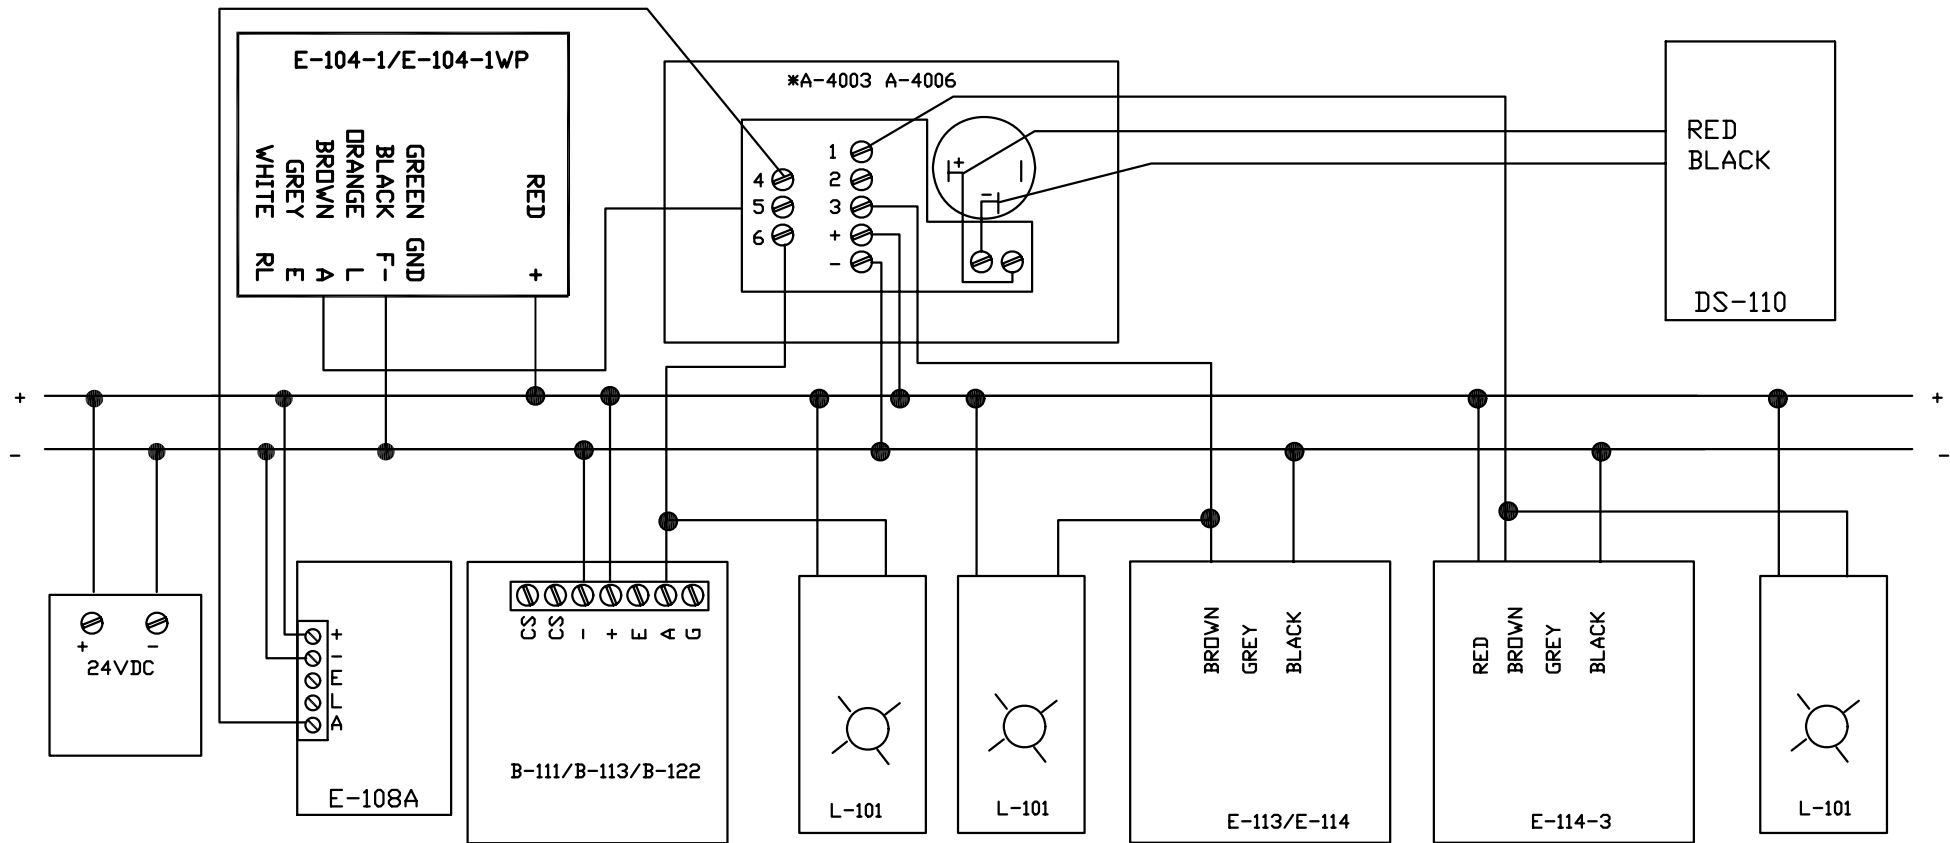 E-104-1/E-104-1WP
WHITE RL
GREY E
BROWN A
ORANGE L
BLACK F-
GREEN GND
RED +
*A-4003 A-4006
1
2
3
+
-
4
5
6
+
-
RED
BLACK
DS-110
+
+
-
-
+ -
24VDC
+
-
E
L
A
E-108A
CS
CS
-
+
E
A
G
B-111/B-113/B-122
L-101
L-101
BROWN
GREY
BLACK
E-113/E-114
RED
BROWN
GREY
BLACK
E-114-3
L-101